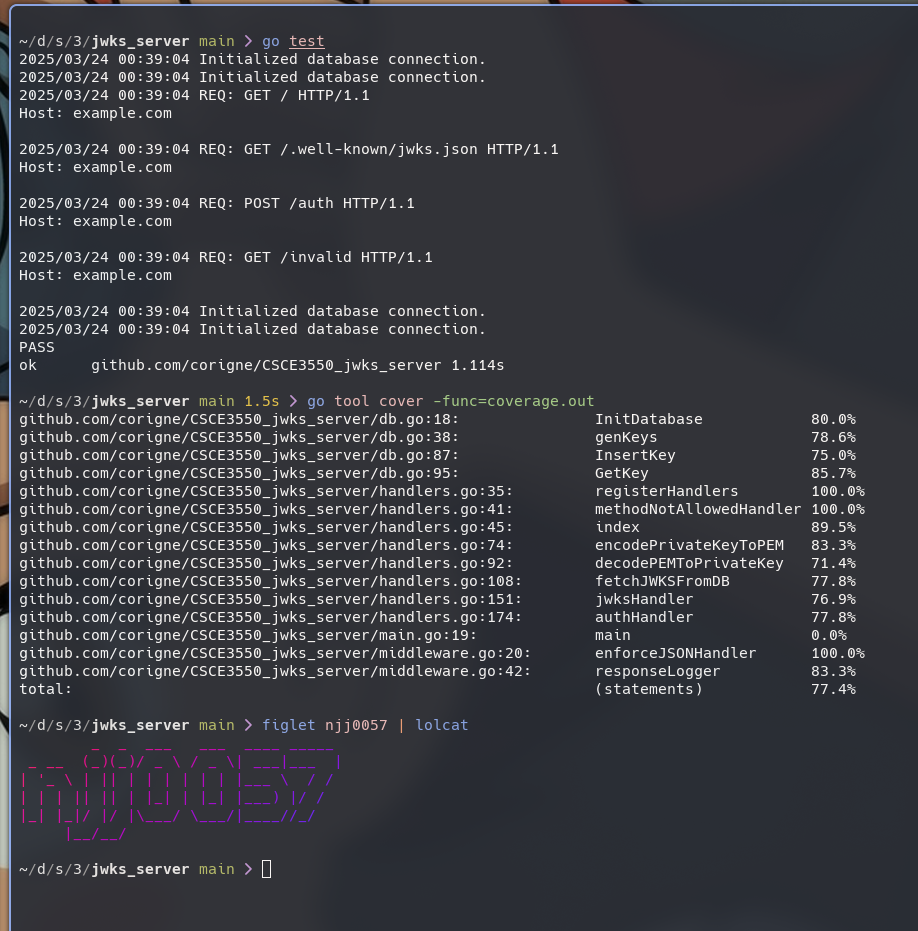 ~/d/s/3/jwks_server main > go test
2025/03/24 00:39:04 Initialized database connection.
2025/03/24 00:39:04 Initialized database connection.
2025/03/24 00:39:04 REQ: GET / HTTP/1.1
Host: example.com
2025/03/24 00:39:04 REQ: GET /.well-known/jwks.json HTTP/1.1
Host: example.com
2025/03/24 00:39:04 REQ: POST /auth HTTP/1.1
Host: example.com
2025/03/24 00:39:04 REQ: GET /invalid HTTP/1.1
Host: example.com
2025/03/24 00:39:04 Initialized database connection.
2025/03/24 00:39:04 Initialized database connection.
PASS
ok      github.com/corigne/CSCE3550_jwks_server 1.114s
~/d/s/3/jwks_server main 1.5s > go tool cover -func=coverage.out
github.com/corigne/CSCE3550_jwks_server/db.go:18:               InitDatabase            80.0%
github.com/corigne/CSCE3550_jwks_server/db.go:38:               genKeys                 78.6%
github.com/corigne/CSCE3550_jwks_server/db.go:87:               InsertKey               75.0%
github.com/corigne/CSCE3550_jwks_server/db.go:95:               GetKey                  85.7%
github.com/corigne/CSCE3550_jwks_server/handlers.go:35:         registerHandlers        100.0%
github.com/corigne/CSCE3550_jwks_server/handlers.go:41:         methodNotAllowedHandler 100.0%
github.com/corigne/CSCE3550_jwks_server/handlers.go:45:         index                   89.5%
github.com/corigne/CSCE3550_jwks_server/handlers.go:74:         encodePrivateKeyToPEM   83.3%
github.com/corigne/CSCE3550_jwks_server/handlers.go:92:         decodePEMToPrivateKey   71.4%
github.com/corigne/CSCE3550_jwks_server/handlers.go:108:        fetchJWKSFromDB         77.8%
github.com/corigne/CSCE3550_jwks_server/handlers.go:151:        jwksHandler             76.9%
github.com/corigne/CSCE3550_jwks_server/handlers.go:174:        authHandler             77.8%
github.com/corigne/CSCE3550_jwks_server/main.go:19:             main                    0.0%
github.com/corigne/CSCE3550_jwks_server/middleware.go:20:       enforceJSONHandler      100.0%
github.com/corigne/CSCE3550_jwks_server/middleware.go:42:       responseLogger          83.3%
total:                                                          (statements)            77.4%
~/d/s/3/jwks_server main > figlet njj0057 | lolcat
njj0057
~/d/s/3/jwks_server main >